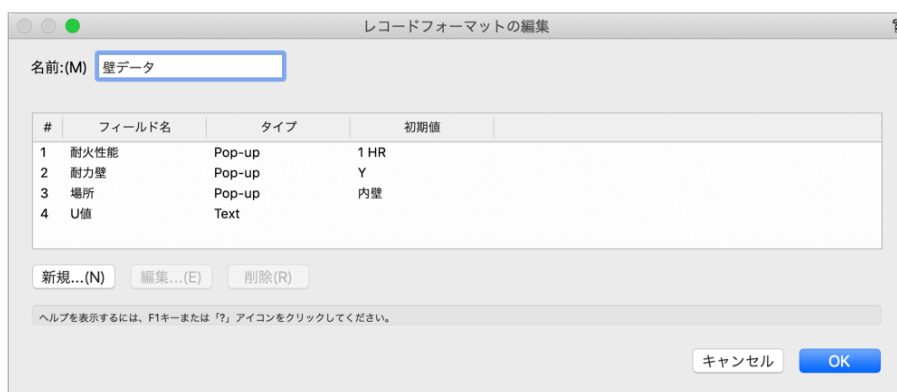 レコードフォーマットの編集
名前:(M) 壁データ
# フィールド名 タイプ 初期値
1 耐火性能 Pop-up 1 HR
2 耐力壁 Pop-up Y
3 場所 Pop-up 内壁
4 U値 Text
新規...(N) 編集...(E) 削除(R)
ヘルプを表示するには、F1キーまたは「?」アイコンをクリックしてください。
キャンセル OK